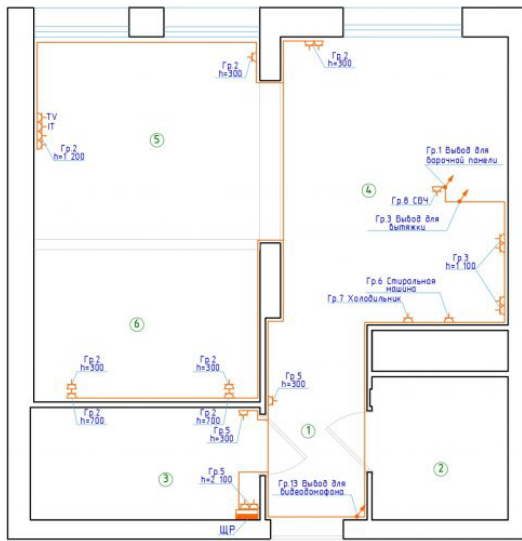 Гр.2
h=300
Гр.2
h=300
TV
IT
Гр.2
h=1 200
5
Гр.1 Вывод для
варочной панели
4
Гр.8 СВЧ
Гр.3 Вывод для
вытяжки
Гр.3
h=1 100
Гр.6 Стиральная
машина
Гр.7 Холодильник
6
Гр.2
h=300
Гр.2
h=300
Гр.5
h=300
Гр.2
h=700
Гр.2
h=700
Гр.5
h=300
1
2
3
Гр.5
h=2 100
Гр.13 Вывод для
видеодомофона
ЩР